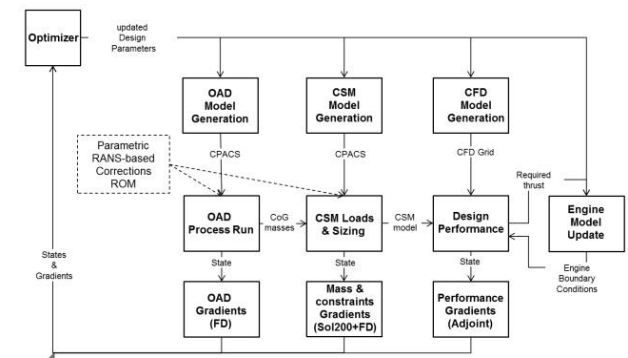 Optimizer
updated
Design
Parameters
OAD
Model
Generation
CSM
Model
Generation
CFD
Model
Generation
Parametric
RANS-based
Corrections
ROM
CPACS
CPACS
CFD Grid
Required
thrust
OAD
Process Run
CoG
masses
CSM Loads
& Sizing
CSM
model
Design
Performance
Engine
Model
Update
States
&
Gradients
State
State
State
Engine
Boundary
Conditions
OAD
Gradients
(FD)
Mass &
constraints
Gradients
(Sol200+FD)
Performance
Gradients
(Adjoint)